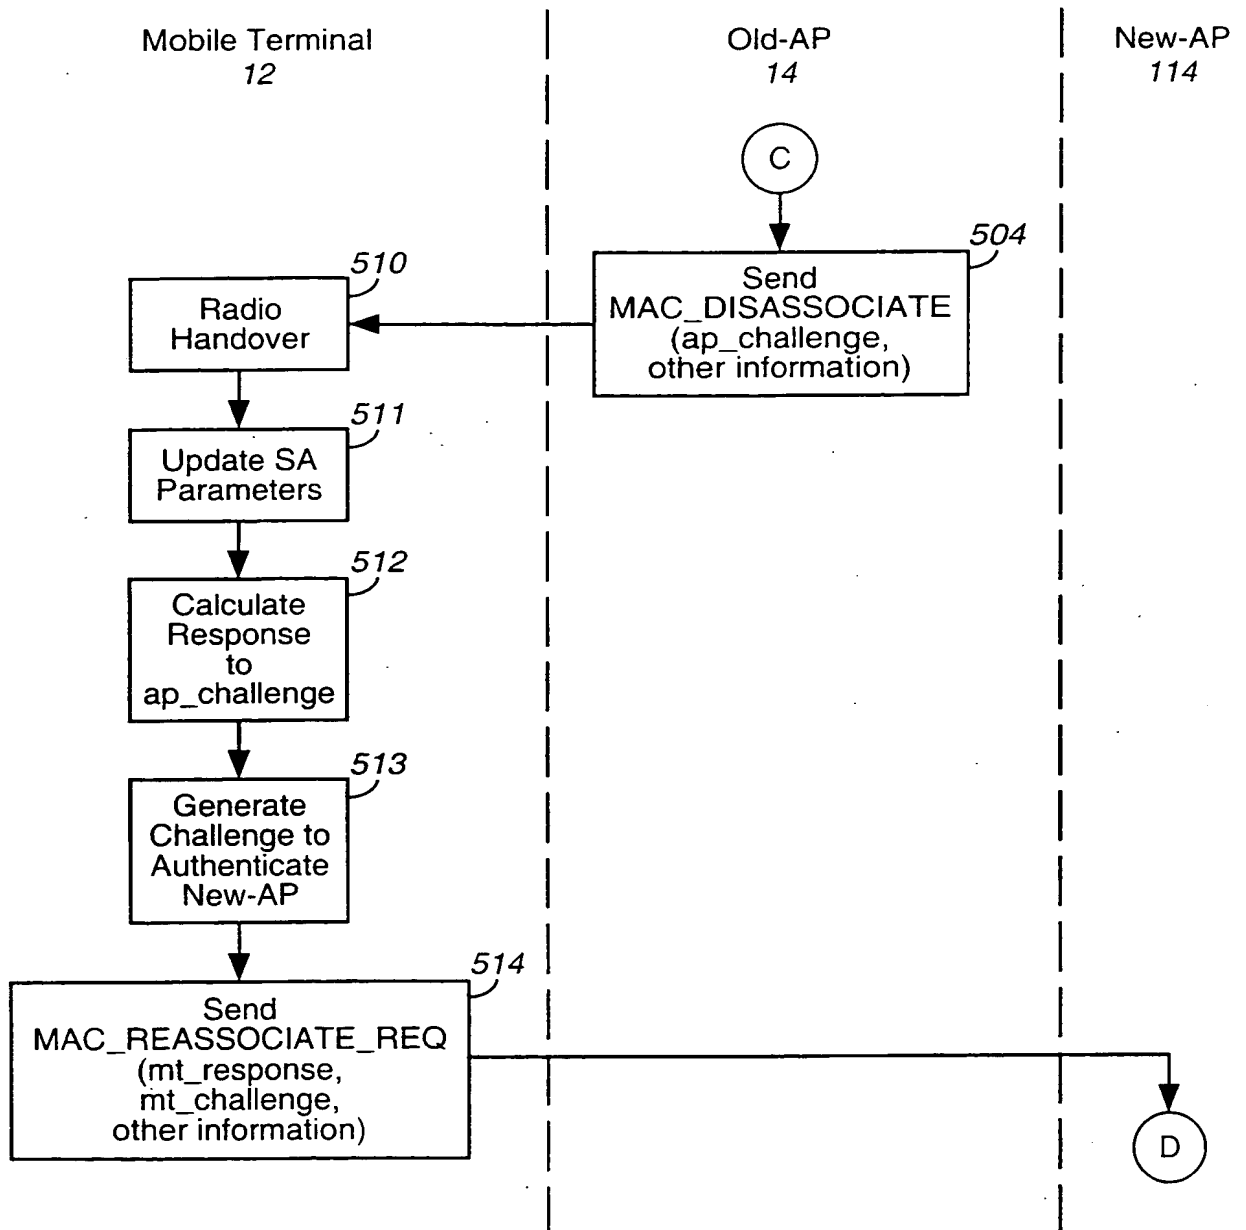 Mobile Terminal
12
Old-AP
14
New-AP
114
C
504
Send
MAC_DISASSOCIATE
(ap_challenge,
other information)
510
Radio
Handover
511
Update SA
Parameters
512
Calculate
Response
to
ap_challenge
513
Generate
Challenge to
Authenticate
New-AP
514
Send
MAC_REASSOCIATE_REQ
(mt_response,
mt_challenge,
other information)
D